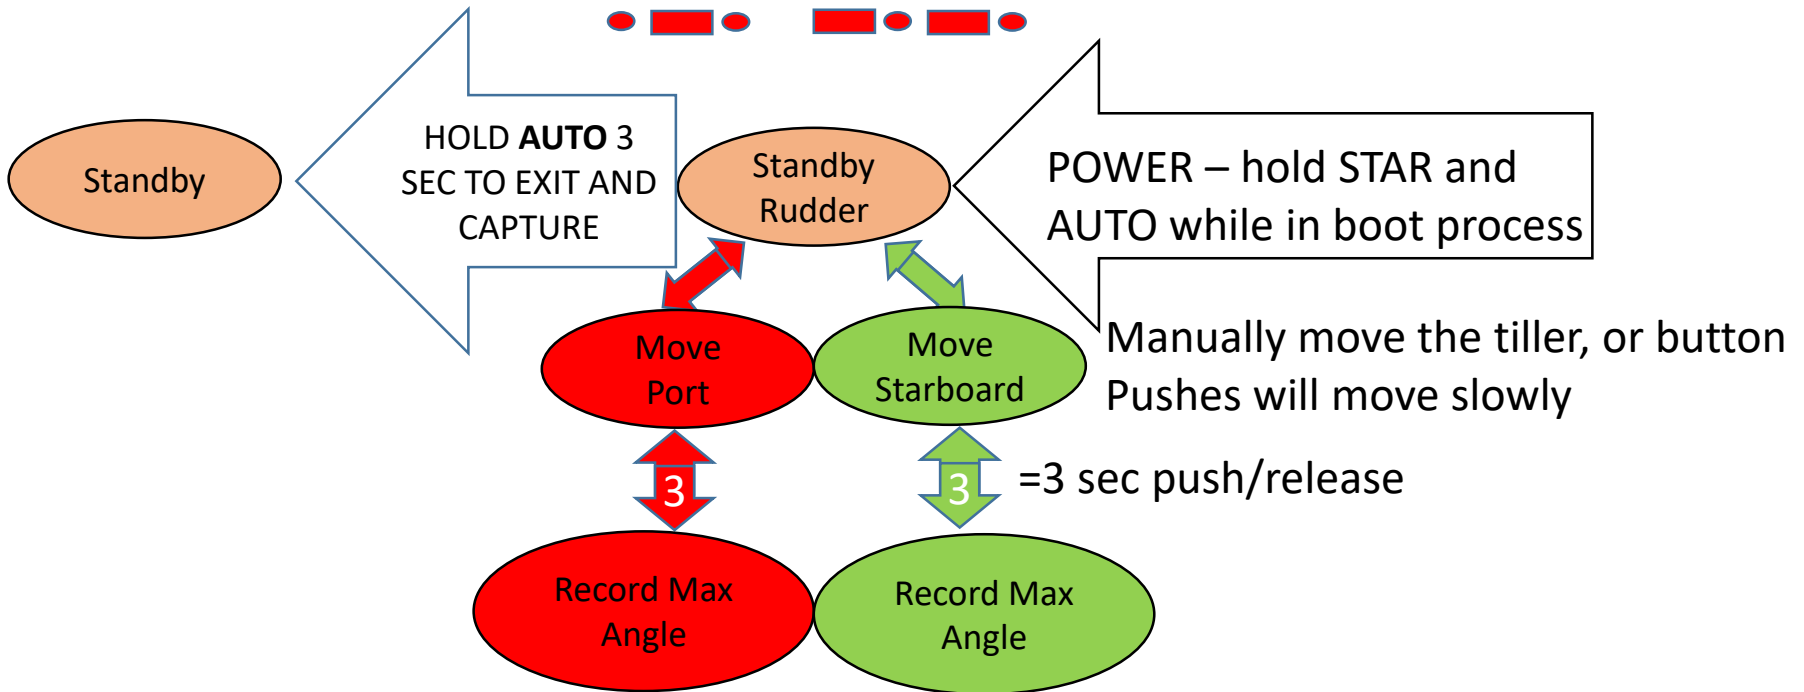 Standby
HOLD AUTO 3
SEC TO EXIT AND
CAPTURE
Standby
Rudder
POWER – hold STAR and
AUTO while in boot process
Move
Port
Move
Starboard
Manually move the tiller, or button
Pushes will move slowly
3
3
=3 sec push/release
Record Max
Angle
Record Max
Angle